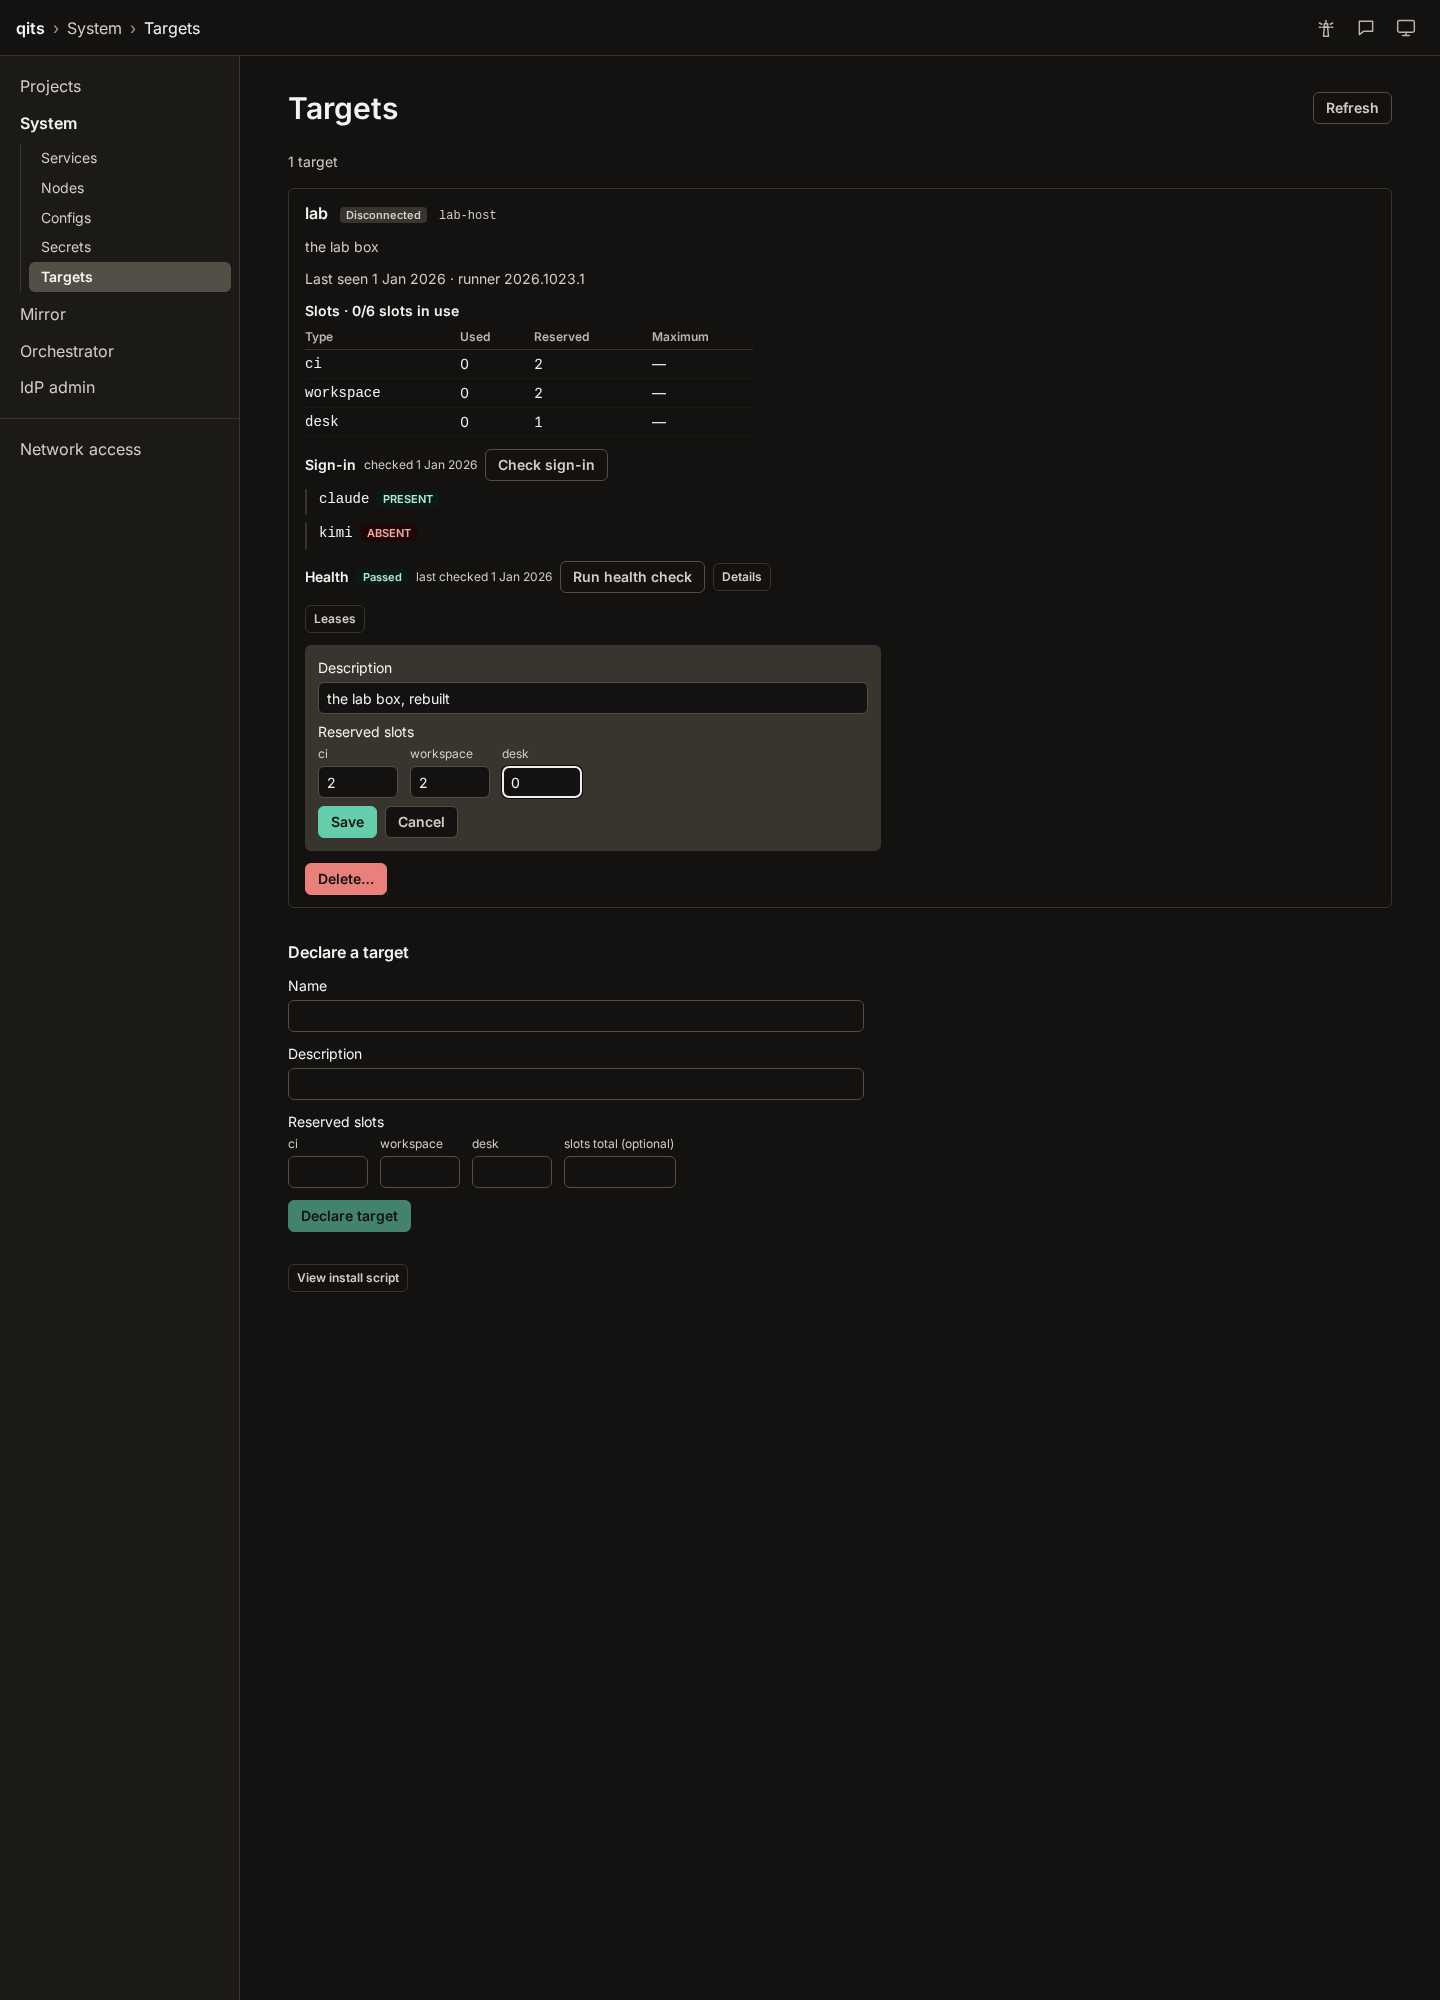 qits › System › Targets
Projects
System
Services
Nodes
Configs
Secrets
Targets
Mirror
Orchestrator
IdP admin
Network access
Targets
Refresh
1 target
lab Disconnected lab-host
the lab box
Last seen 1 Jan 2026 · runner 2026.1023.1
Slots · 0/6 slots in use
Type Used Reserved Maximum
ci 0 2 —
workspace 0 2 —
desk 0 1 —
Sign-in checked 1 Jan 2026 Check sign-in
claude PRESENT
kimi ABSENT
Health Passed last checked 1 Jan 2026 Run health check Details
Leases
Description
the lab box, rebuilt
Reserved slots
ci workspace desk
2 2 0
Save Cancel
Delete...
Declare a target
Name
Description
Reserved slots
ci workspace desk slots total (optional)
Declare target
View install script